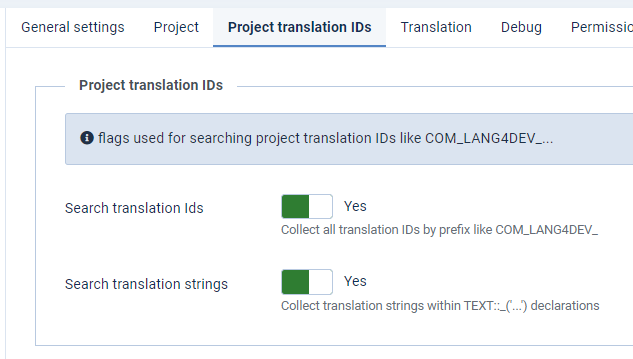 General settings Project Project translation IDs Translation Debug Permissio
Project translation IDs
flags used for searching project translation IDs like COM_LANG4DEV_...
Search translation Ids Yes
Collect all translation IDs by prefix like COM_LANG4DEV_
Search translation strings Yes
Collect translation strings within TEXT::_('...') declarations